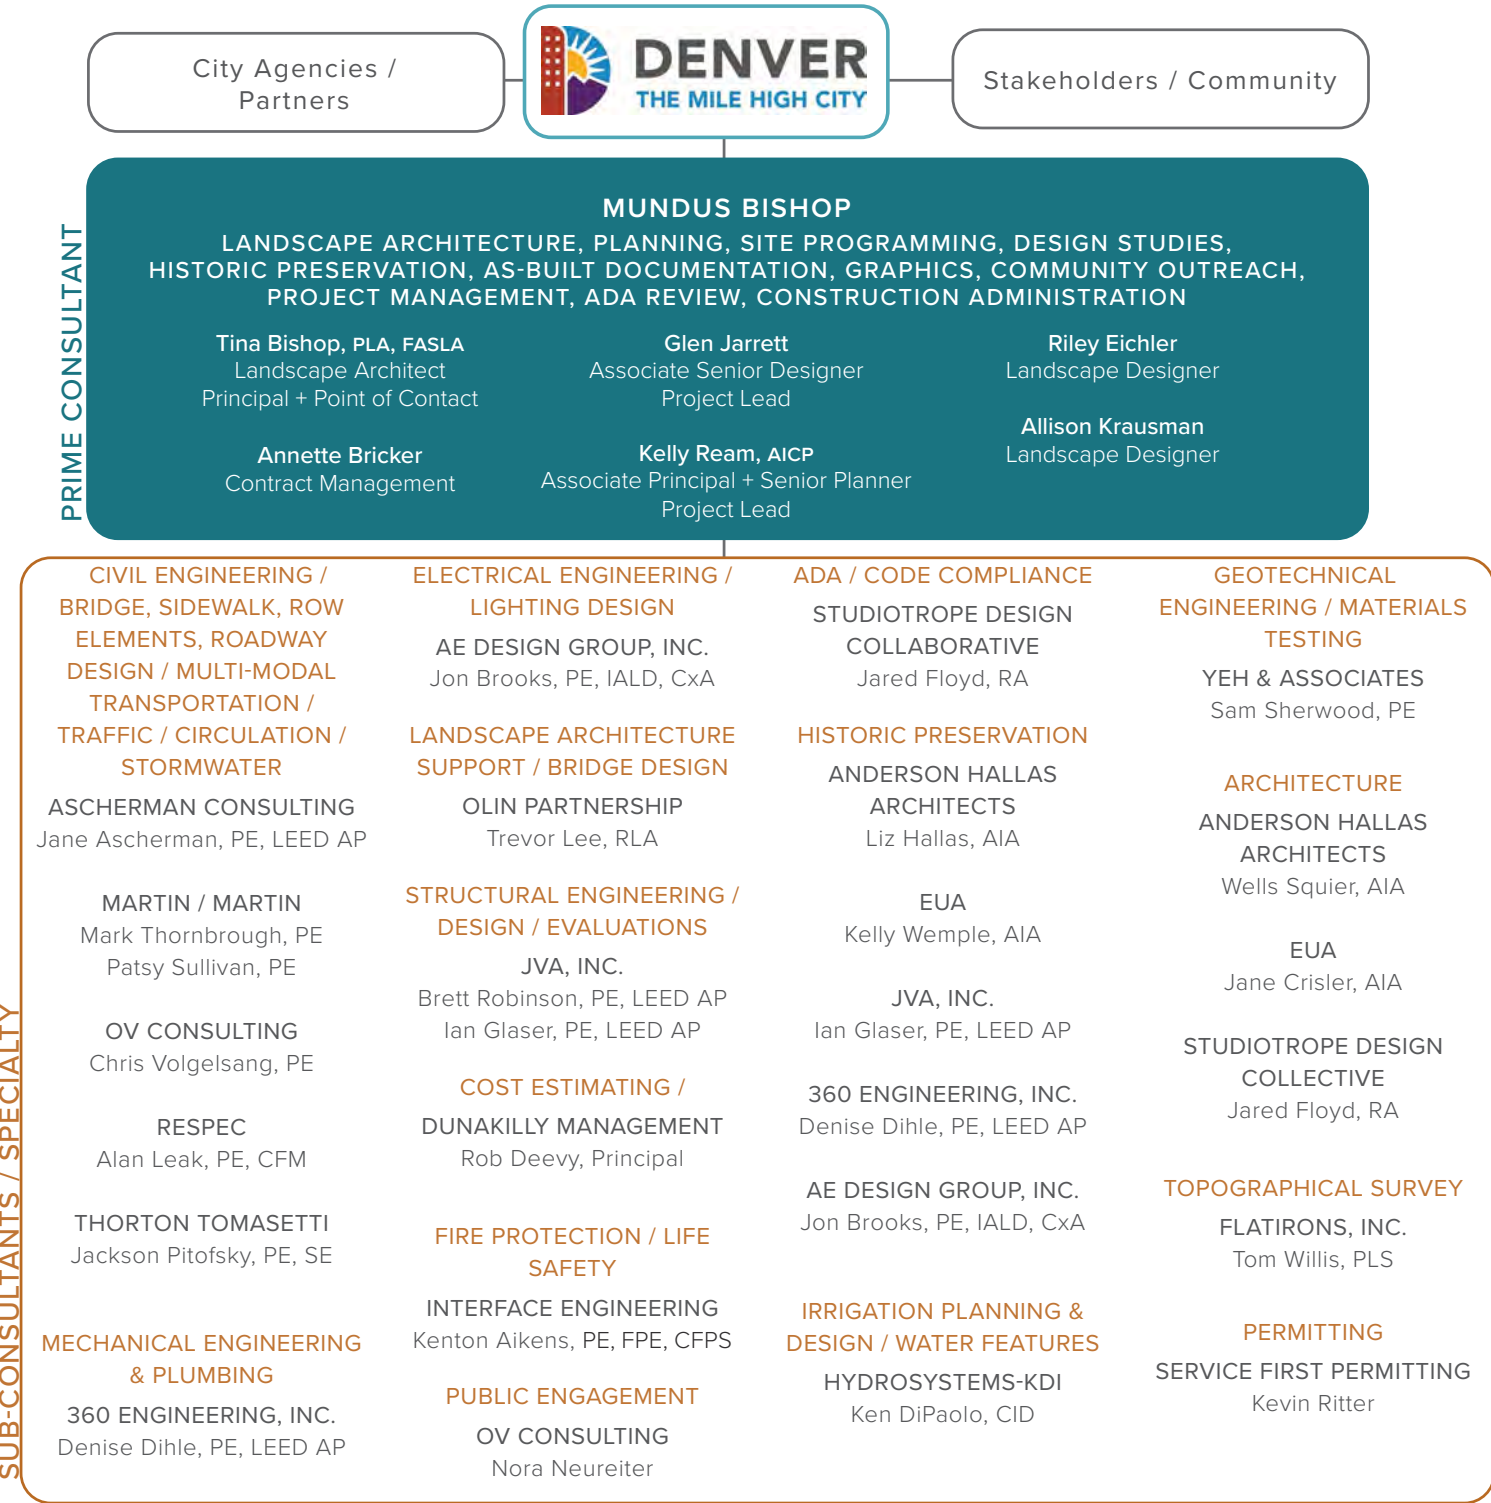 City Agencies /
Partners
DENVER
THE MILE HIGH CITY
Stakeholders / Community
PRIME CONSULTANT
MUNDUS BISHOP
LANDSCAPE ARCHITECTURE, PLANNING, SITE PROGRAMMING, DESIGN STUDIES,
HISTORIC PRESERVATION, AS-BUILT DOCUMENTATION, GRAPHICS, COMMUNITY OUTREACH,
PROJECT MANAGEMENT, ADA REVIEW, CONSTRUCTION ADMINISTRATION
Tina Bishop, PLA, FASLA
Landscape Architect
Principal + Point of Contact
Annette Bricker
Contract Management
Glen Jarrett
Associate Senior Designer
Project Lead
Kelly Ream, AICP
Associate Principal + Senior Planner
Project Lead
Riley Eichler
Landscape Designer
Allison Krausman
Landscape Designer
SUB-CONSULTANTS / SPECIALTY
CIVIL ENGINEERING /
BRIDGE, SIDEWALK, ROW
ELEMENTS, ROADWAY
DESIGN / MULTI-MODAL
TRANSPORTATION /
TRAFFIC / CIRCULATION /
STORMWATER
ASCHERMAN CONSULTING
Jane Ascherman, PE, LEED AP
MARTIN / MARTIN
Mark Thornbrough, PE
Patsy Sullivan, PE
OV CONSULTING
Chris Volgelsang, PE
RESPEC
Alan Leak, PE, CFM
THORTON TOMASETTI
Jackson Pitofsky, PE, SE
MECHANICAL ENGINEERING
& PLUMBING
360 ENGINEERING, INC.
Denise Dihle, PE, LEED AP
ELECTRICAL ENGINEERING /
LIGHTING DESIGN
AE DESIGN GROUP, INC.
Jon Brooks, PE, IALD, CxA
LANDSCAPE ARCHITECTURE
SUPPORT / BRIDGE DESIGN
OLIN PARTNERSHIP
Trevor Lee, RLA
STRUCTURAL ENGINEERING /
DESIGN / EVALUATIONS
JVA, INC.
Brett Robinson, PE, LEED AP
Ian Glaser, PE, LEED AP
COST ESTIMATING /
DUNAKILLY MANAGEMENT
Rob Deevy, Principal
FIRE PROTECTION / LIFE
SAFETY
INTERFACE ENGINEERING
Kenton Aikens, PE, FPE, CFPS
PUBLIC ENGAGEMENT
OV CONSULTING
Nora Neureiter
ADA / CODE COMPLIANCE
STUDIOTROPE DESIGN
COLLABORATIVE
Jared Floyd, RA
HISTORIC PRESERVATION
ANDERSON HALLAS
ARCHITECTS
Liz Hallas, AIA
EUA
Kelly Wemple, AIA
JVA, INC.
Ian Glaser, PE, LEED AP
360 ENGINEERING, INC.
Denise Dihle, PE, LEED AP
AE DESIGN GROUP, INC.
Jon Brooks, PE, IALD, CxA
IRRIGATION PLANNING &
DESIGN / WATER FEATURES
HYDROSYSTEMS-KDI
Ken DiPaolo, CID
GEOTECHNICAL
ENGINEERING / MATERIALS
TESTING
YEH & ASSOCIATES
Sam Sherwood, PE
ARCHITECTURE
ANDERSON HALLAS
ARCHITECTS
Wells Squier, AIA
EUA
Jane Crisler, AIA
STUDIOTROPE DESIGN
COLLECTIVE
Jared Floyd, RA
TOPOGRAPHICAL SURVEY
FLATIRONS, INC.
Tom Willis, PLS
PERMITTING
SERVICE FIRST PERMITTING
Kevin Ritter